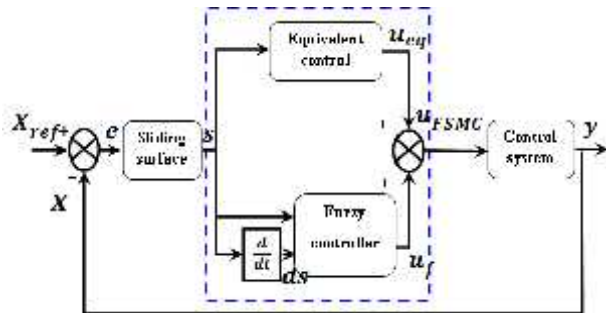 Equivalent
control
u_eq
X_ref+
e
Sliding
surface
s
u_FSMC
Control
system
y
-
X
Fuzzy
controller
d
dt
ds
u_f